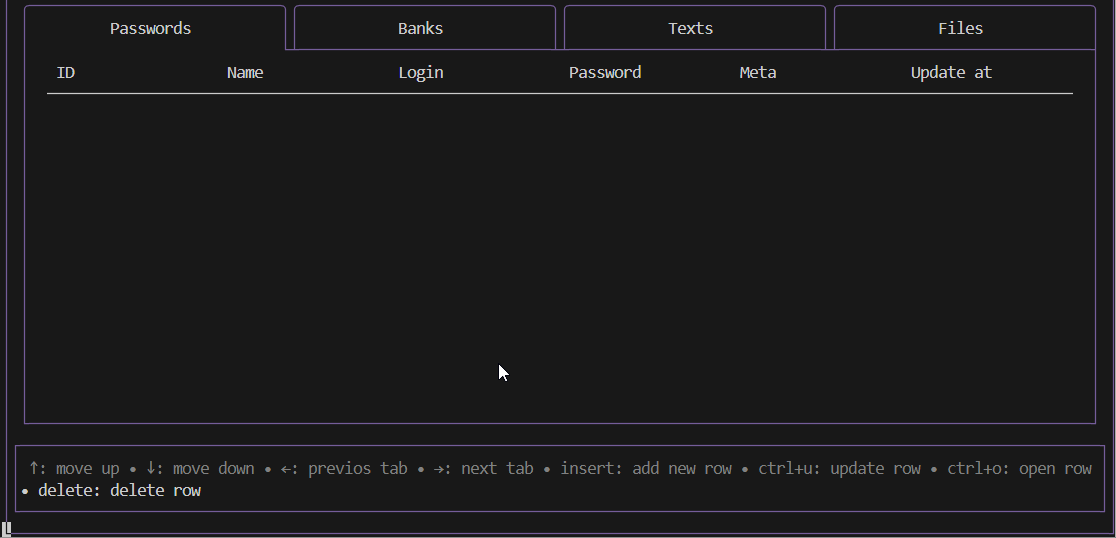 Passwords Banks Texts Files
ID Name Login Password Meta Update at
↑: move up • ↓: move down • ←: previos tab • →: next tab • insert: add new row • ctrl+u: update row • ctrl+o: open row
• delete: delete row